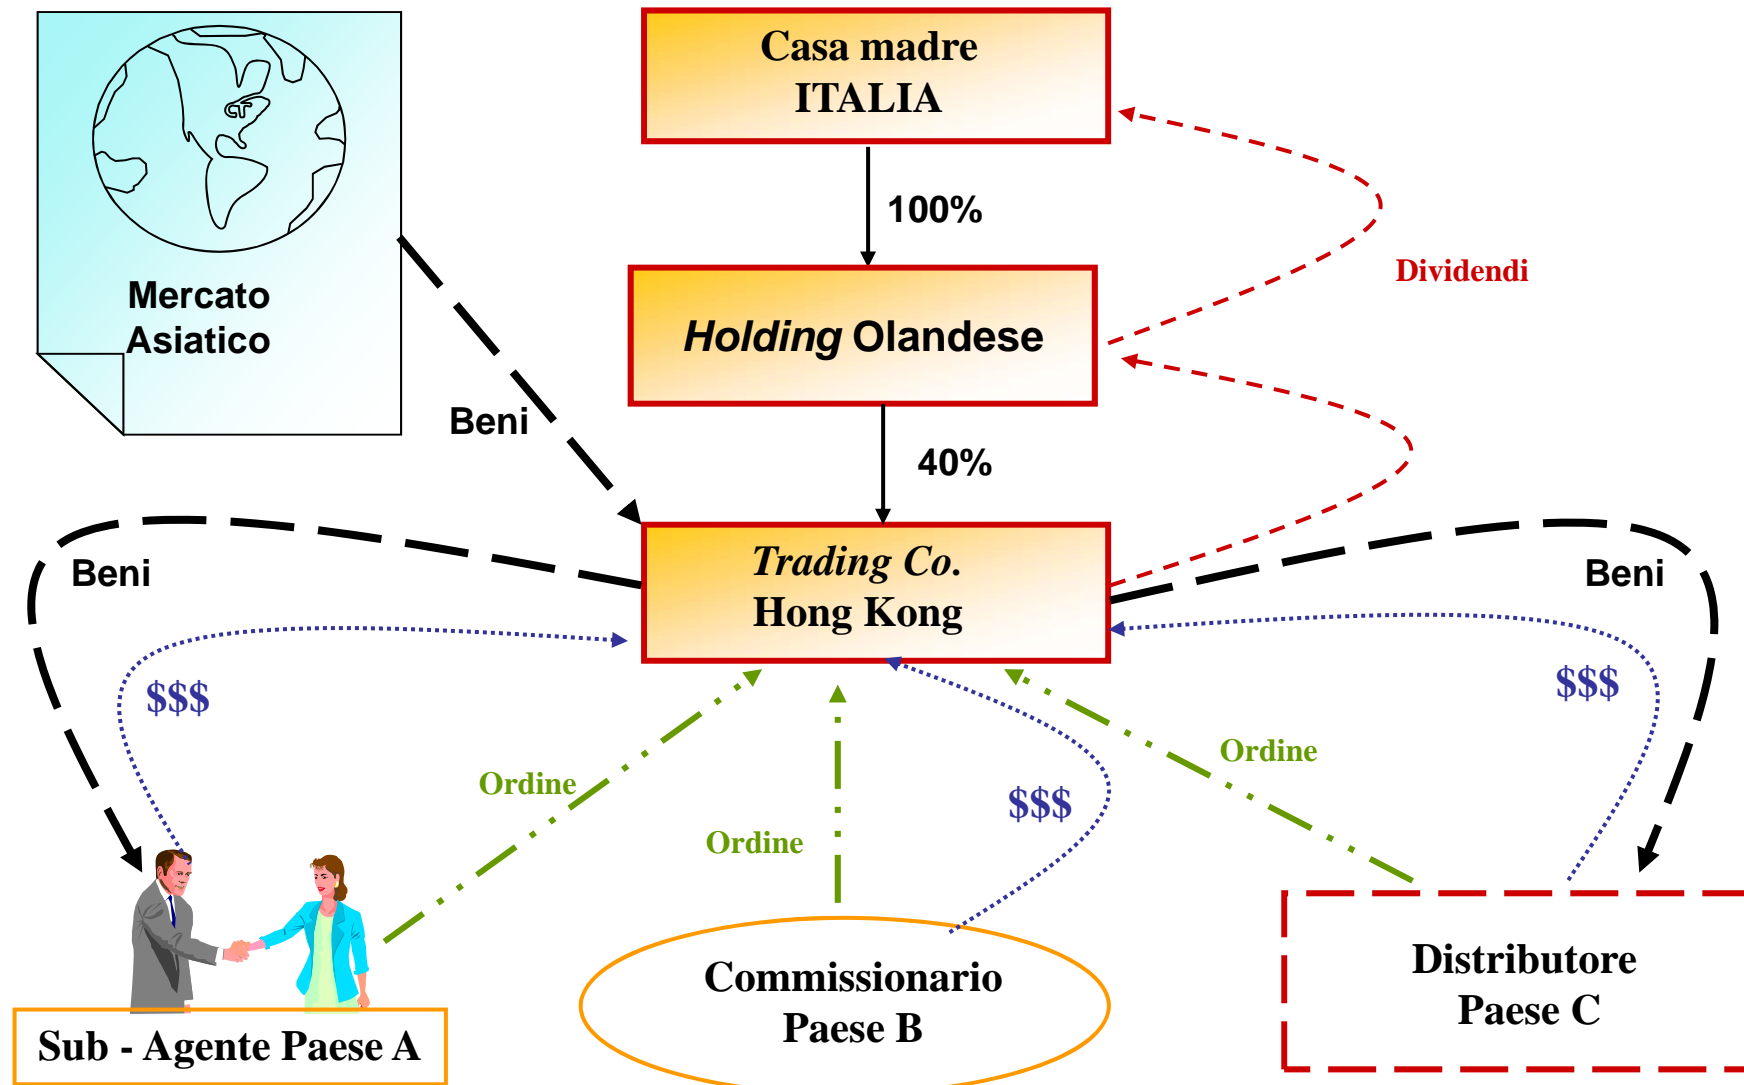 Casa madre
ITALIA
100%
Mercato
Asiatico
Dividendi
Holding Olandese
Beni
40%
Trading Co.
Hong Kong
Beni
Beni
$$$
$$$
Ordine
Ordine
$$$
Ordine
Sub - Agente Paese A
Commissionario
Paese B
Distributore
Paese C